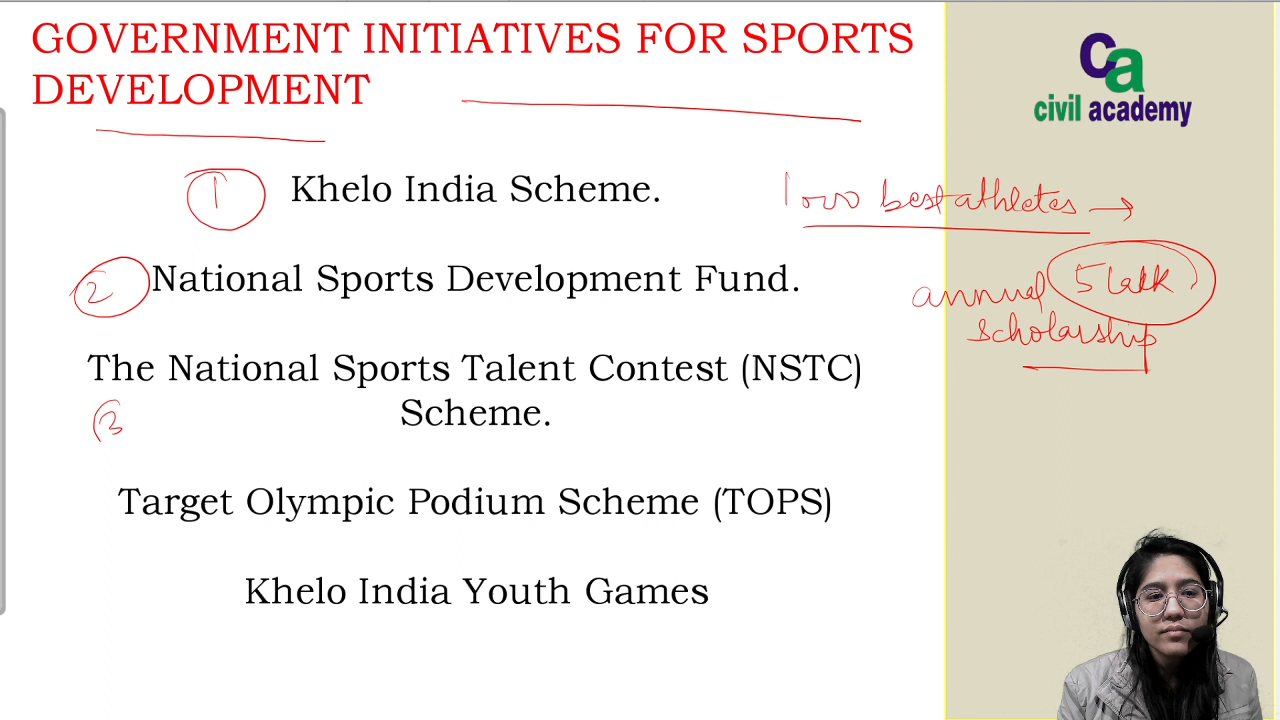 GOVERNMENT INITIATIVES FOR SPORTS
DEVELOPMENT
ca
civil academy
1 Khelo India Scheme.
1000 best athletes →
2 National Sports Development Fund.
annual 5 lakh
scholarship
The National Sports Talent Contest (NSTC)
3 Scheme.
Target Olympic Podium Scheme (TOPS)
Khelo India Youth Games